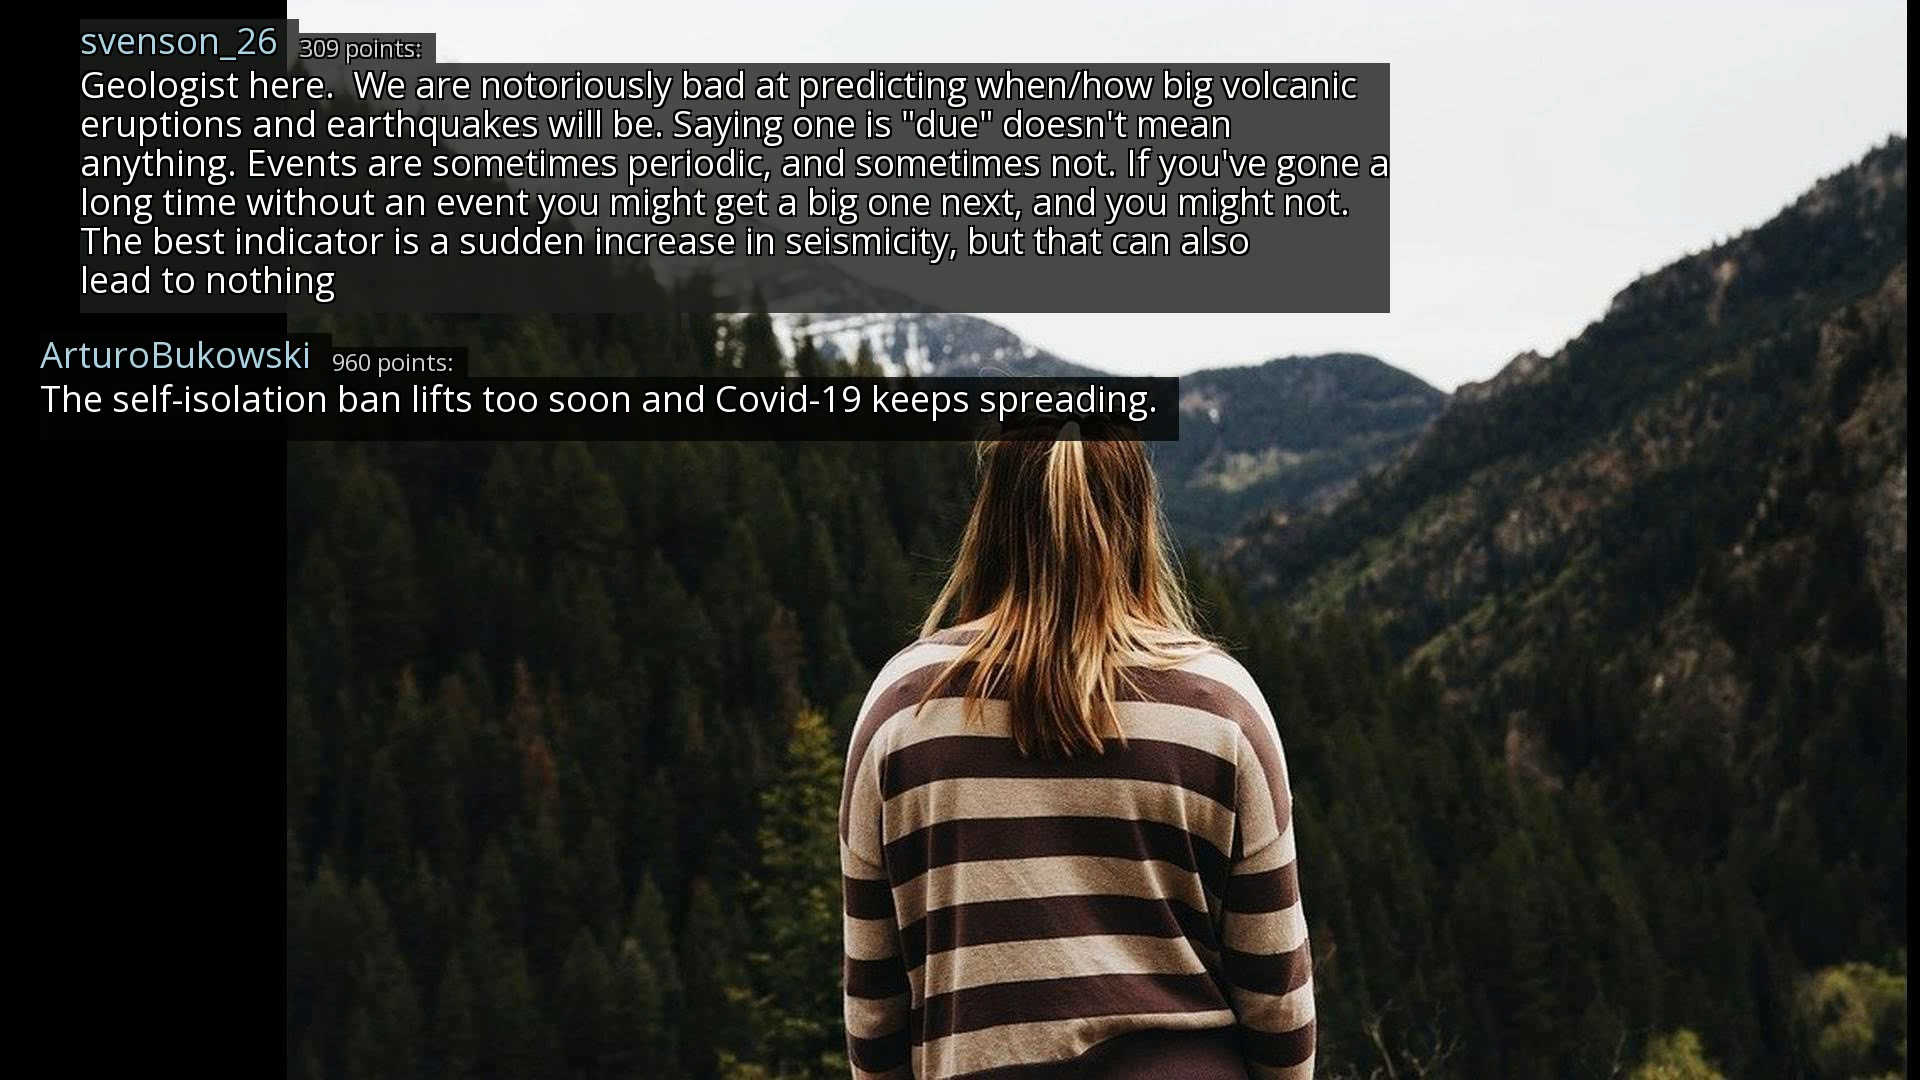 svenson_26 309 points:
Geologist here.  We are notoriously bad at predicting when/how big volcanic
eruptions and earthquakes will be. Saying one is "due" doesn't mean
anything. Events are sometimes periodic, and sometimes not. If you've gone a
long time without an event you might get a big one next, and you might not.
The best indicator is a sudden increase in seismicity, but that can also
lead to nothing
ArturoBukowski 960 points:
The self-isolation ban lifts too soon and Covid-19 keeps spreading.